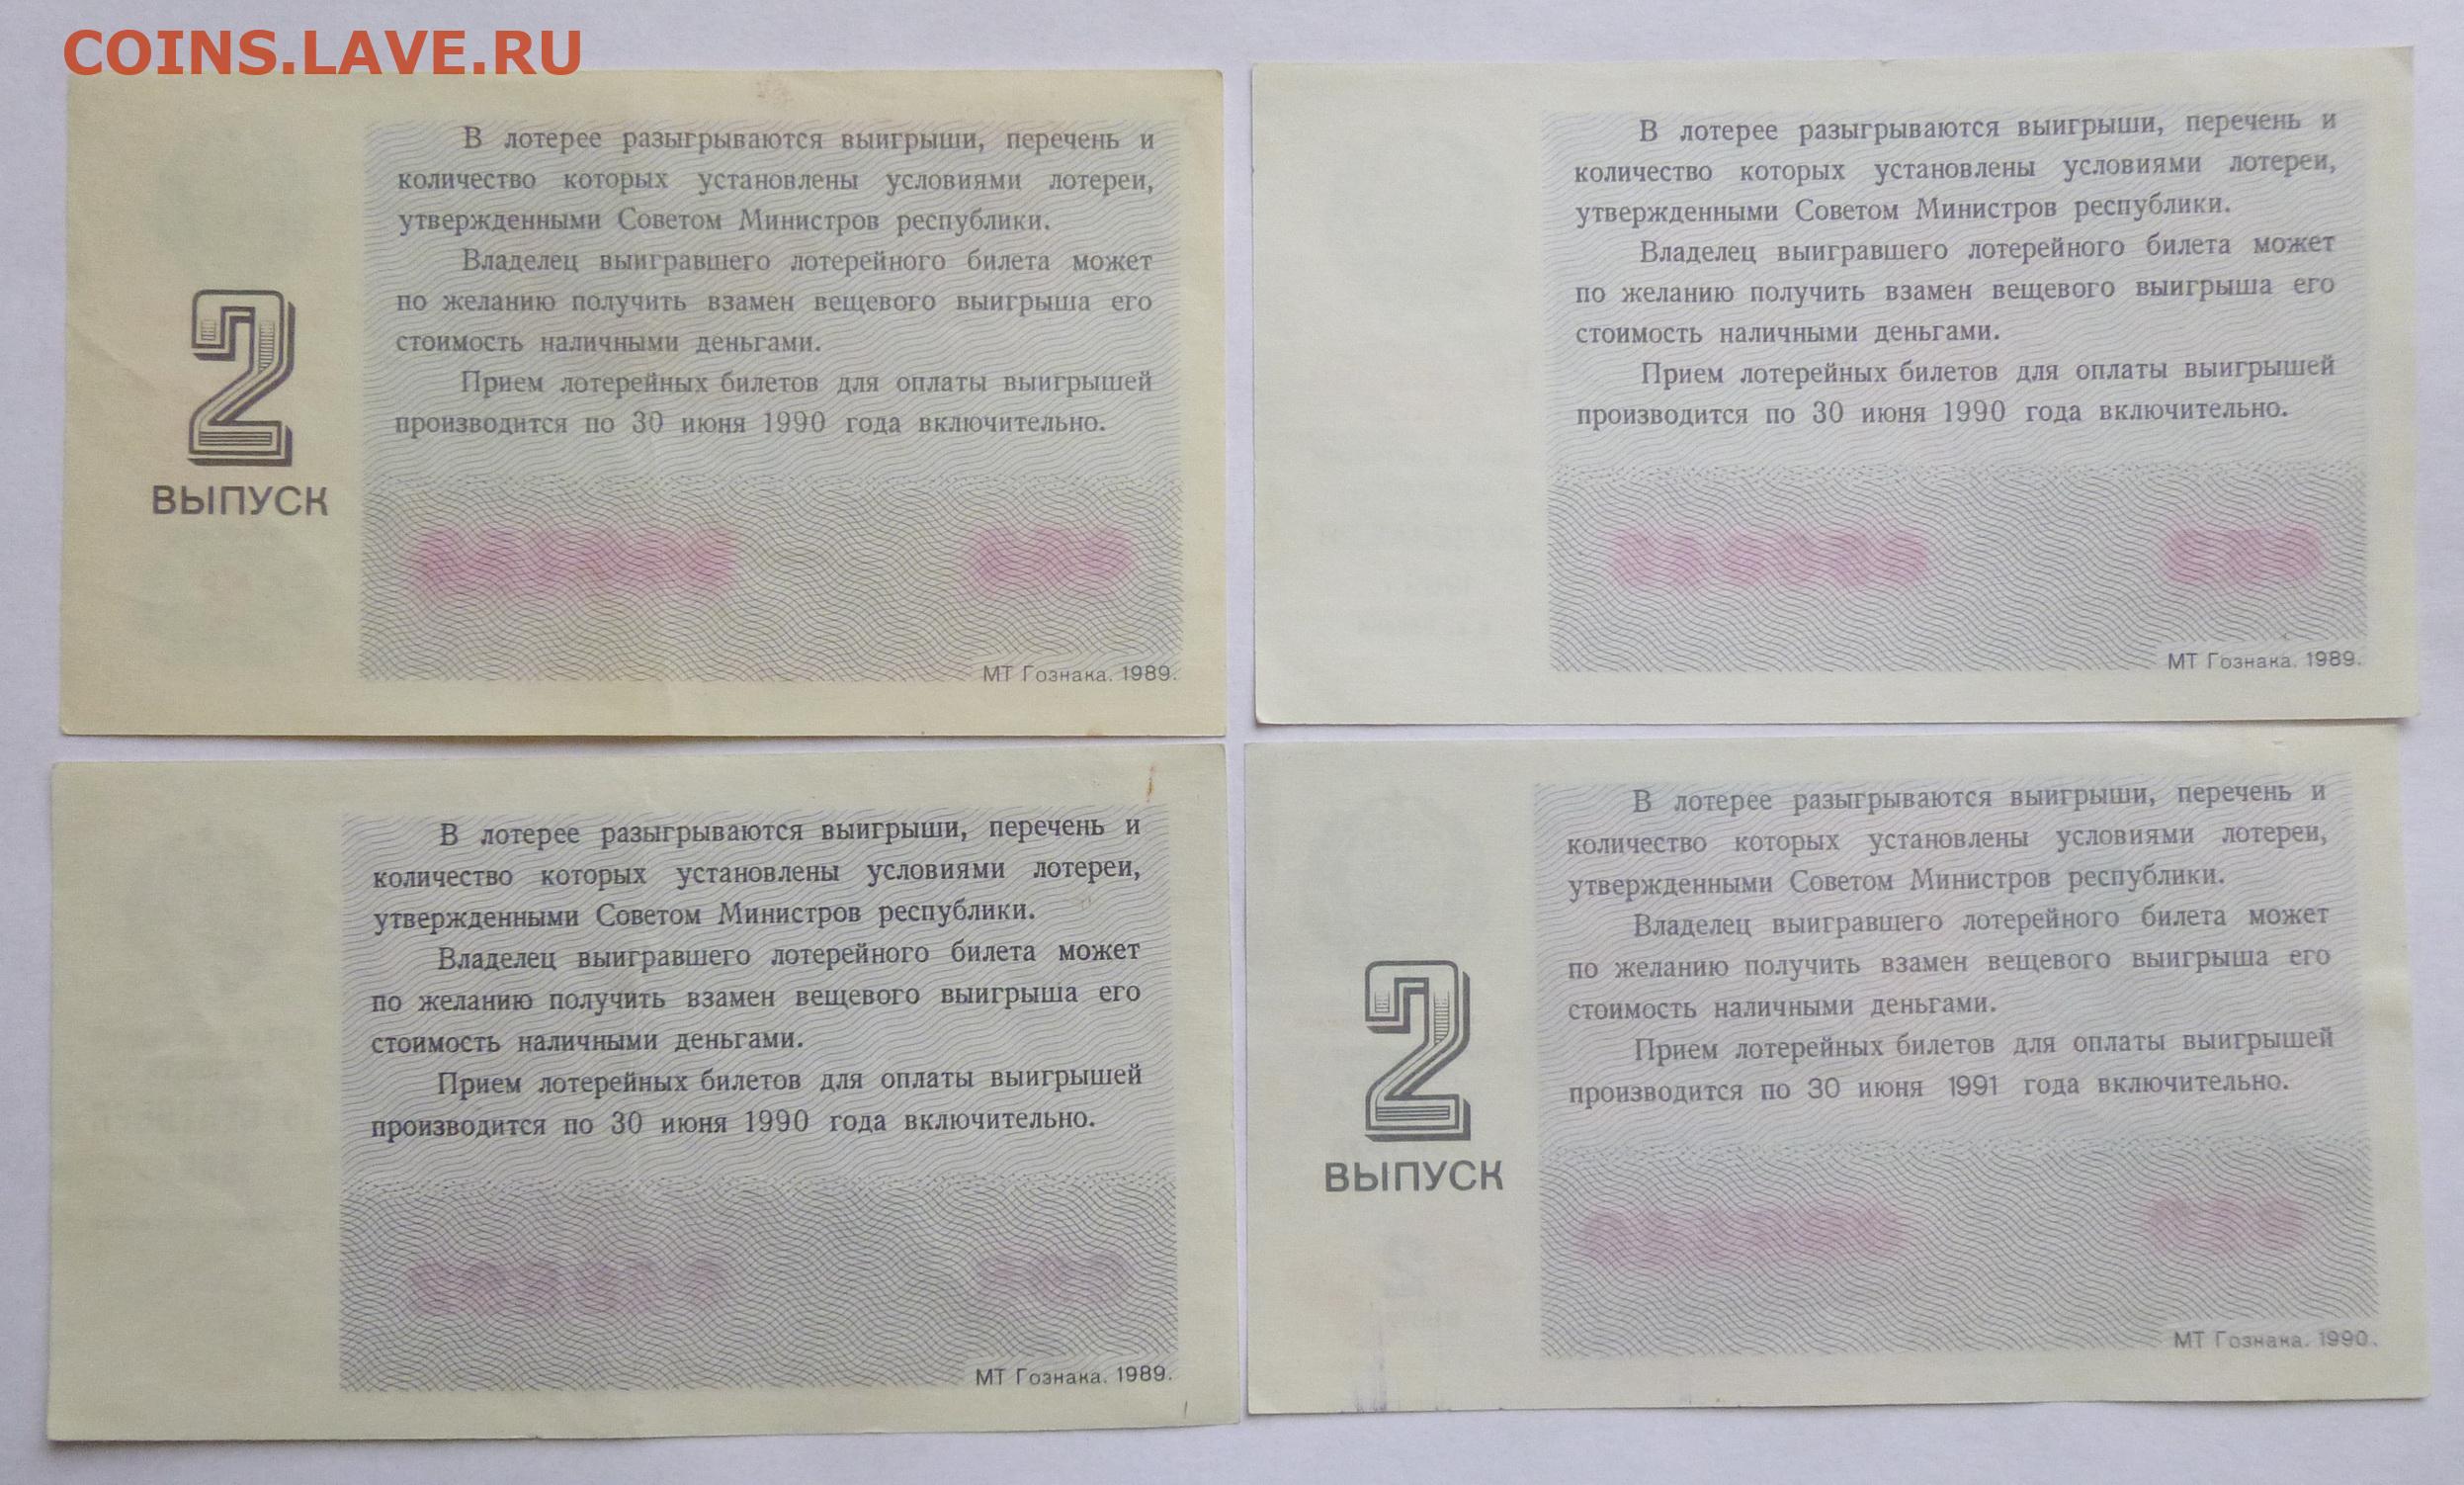 COINS.LAVE.RU
В лотерее разыгрываются выигрыши, перечень и
количество которых установлены условиями лотереи,
утвержденными Советом Министров республики.
Владелец выигравшего лотерейного билета может
по желанию получить взамен вещевого выигрыша его
стоимость наличными деньгами.
Прием лотерейных билетов для оплаты выигрышей
производится по 30 июня 1990 года включительно.
2
ВЫПУСК
МТ Гознака. 1989.
В лотерее разыгрываются выигрыши, перечень и
количество которых установлены условиями лотереи,
утвержденными Советом Министров республики.
Владелец выигравшего лотерейного билета может
по желанию получить взамен вещевого выигрыша его
стоимость наличными деньгами.
Прием лотерейных билетов для оплаты выигрышей
производится по 30 июня 1990 года включительно.
МТ Гознака. 1989.
В лотерее разыгрываются выигрыши, перечень и
количество которых установлены условиями лотереи,
утвержденными Советом Министров республики.
Владелец выигравшего лотерейного билета может
по желанию получить взамен вещевого выигрыша его
стоимость наличными деньгами.
Прием лотерейных билетов для оплаты выигрышей
производится по 30 июня 1990 года включительно.
МТ Гознака. 1989.
В лотерее разыгрываются выигрыши, перечень и
количество которых установлены условиями лотереи,
утвержденными Советом Министров республики.
Владелец выигравшего лотерейного билета может
по желанию получить взамен вещевого выигрыша его
стоимость наличными деньгами.
Прием лотерейных билетов для оплаты выигрышей
производится по 30 июня 1991 года включительно.
2
ВЫПУСК
МТ Гознака. 1990.